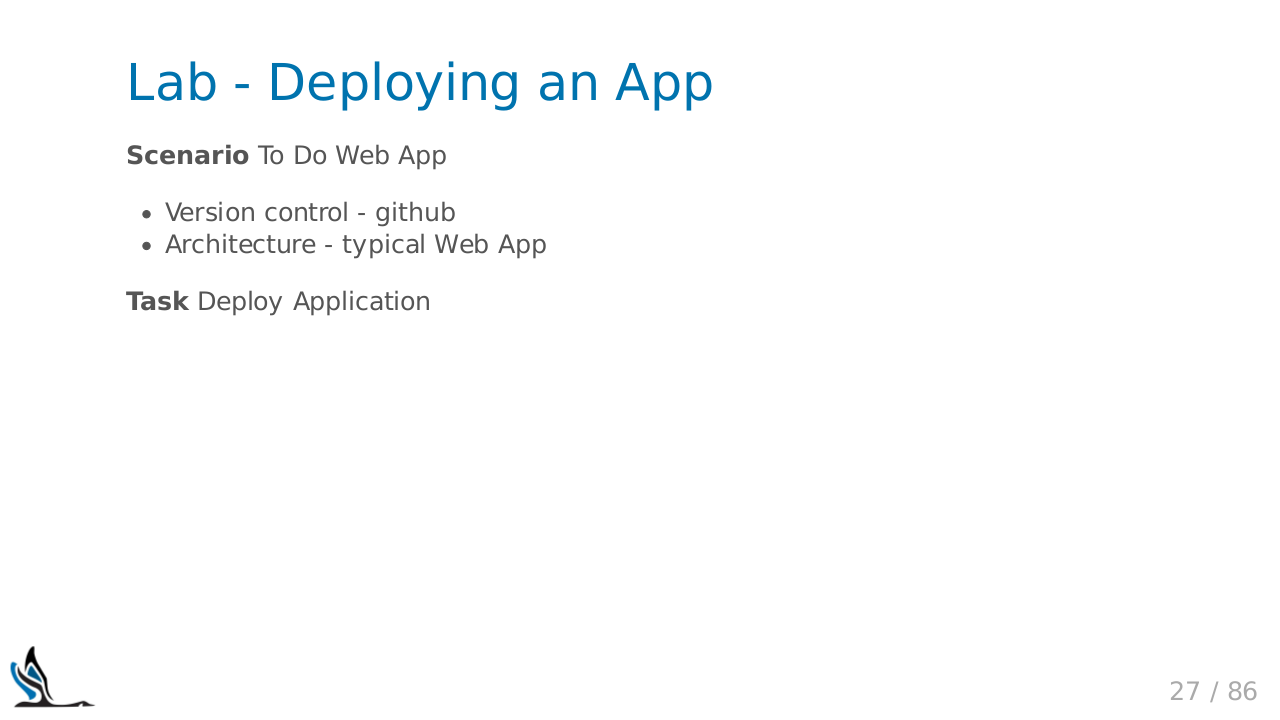 Lab - Deploying an App
Scenario To Do Web App
• Version control - github
• Architecture - typical Web App
Task Deploy Application
27 / 86